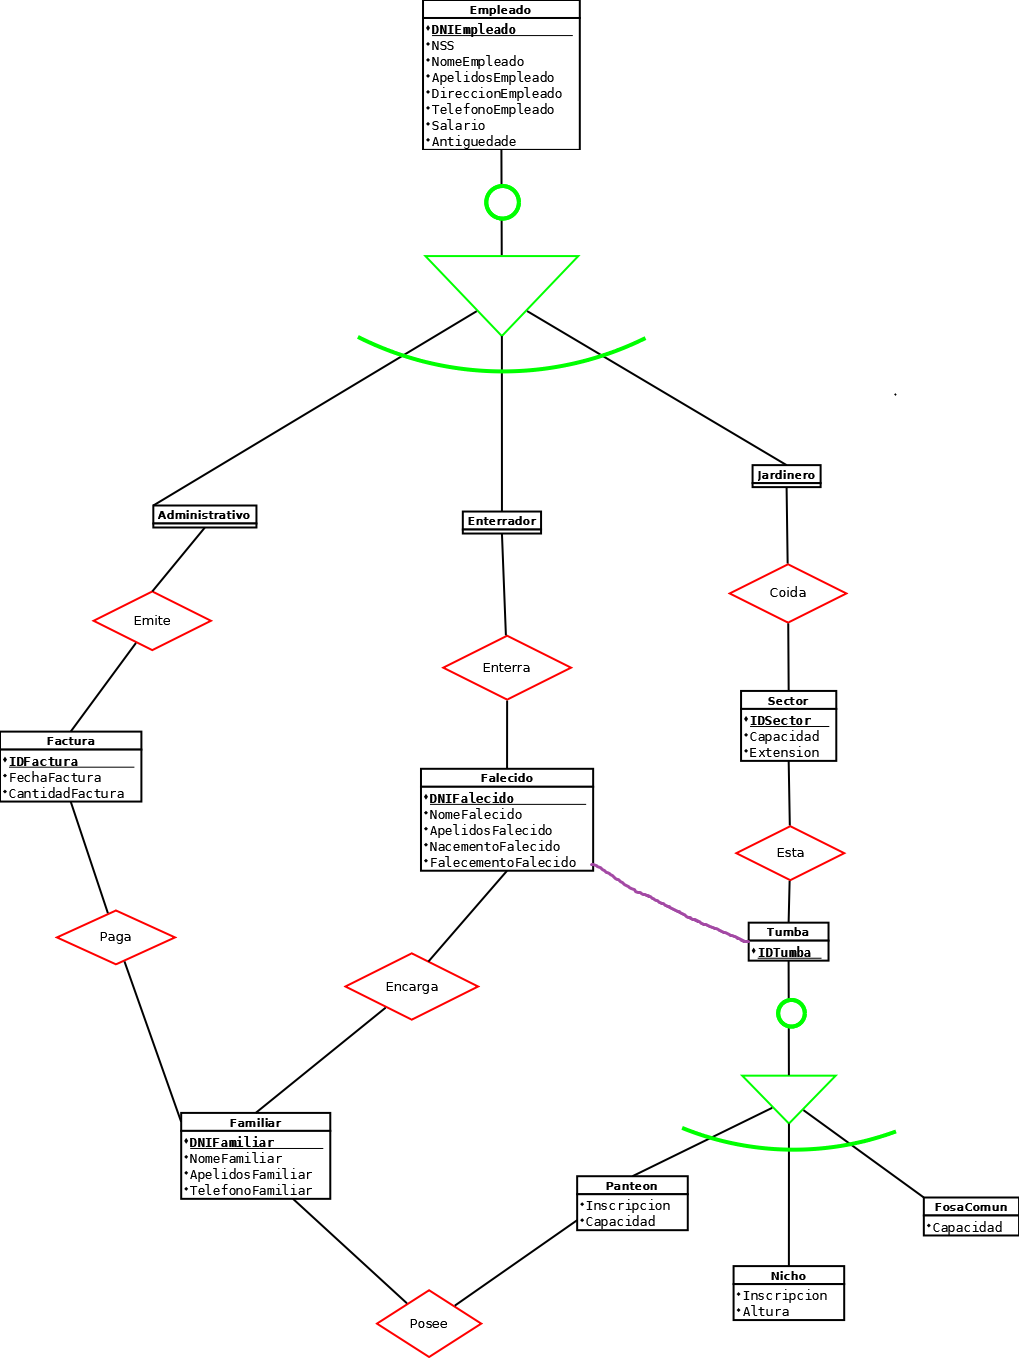 Empleado
DNIEmpleado
NSS
NomeEmpleado
ApelidosEmpleado
DireccionEmpleado
TelefonoEmpleado
Salario
Antiguedade
Jardinero
Administrativo
Enterrador
Coida
Emite
Enterra
Sector
IDSector
Capacidad
Extension
Factura
IDFactura
FechaFactura
CantidadFactura
Falecido
DNIFalecido
NomeFalecido
ApelidosFalecido
NacementoFalecido
FalecementoFalecido
Esta
Paga
Tumba
IDTumba
Encarga
Familiar
DNIFamiliar
NomeFamiliar
ApelidosFamiliar
TelefonoFamiliar
Panteon
Inscripcion
Capacidad
FosaComun
Capacidad
Nicho
Inscripcion
Altura
Posee